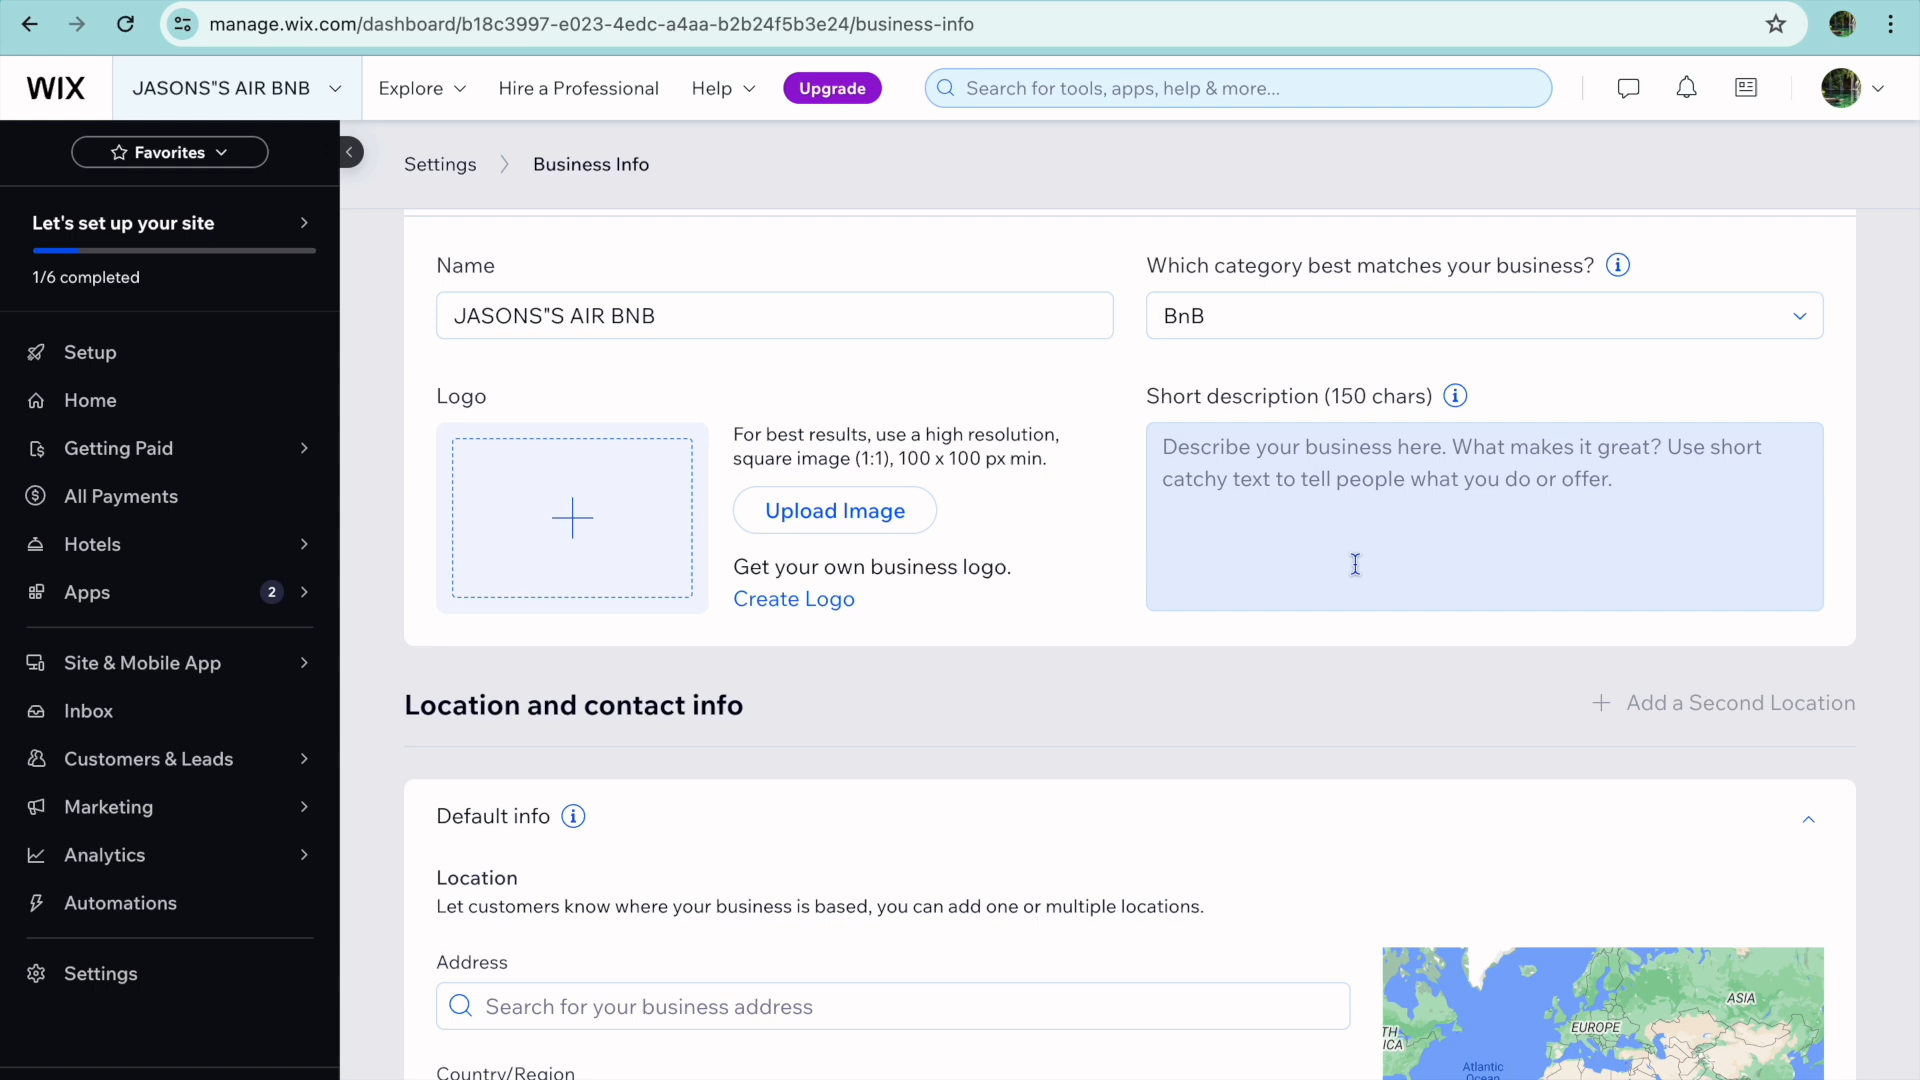 manage.wix.com/dashboard/b18c3997-e023-4edc-a4aa-b2b24f5b3e24/business-info
WIX
JASONS"S AIR BNB
Explore
Hire a Professional
Help
Upgrade
Search for tools, apps, help & more...
Favorites
Let's set up your site
1/6 completed
Setup
Home
Getting Paid
All Payments
Hotels
Apps
2
Site & Mobile App
Inbox
Customers & Leads
Marketing
Analytics
Automations
Settings
Settings
Business Info
Name
JASONS"S AIR BNB
Which category best matches your business?
BnB
Logo
For best results, use a high resolution,
square image (1:1), 100 x 100 px min.
Upload Image
Get your own business logo.
Create Logo
Short description (150 chars)
Describe your business here. What makes it great? Use short
catchy text to tell people what you do or offer.
Location and contact info
Add a Second Location
Default info
Location
Let customers know where your business is based, you can add one or multiple locations.
Address
Search for your business address
Country/Region
ASIA
EUROPE
TH
ICA
Atlantic
Ocean